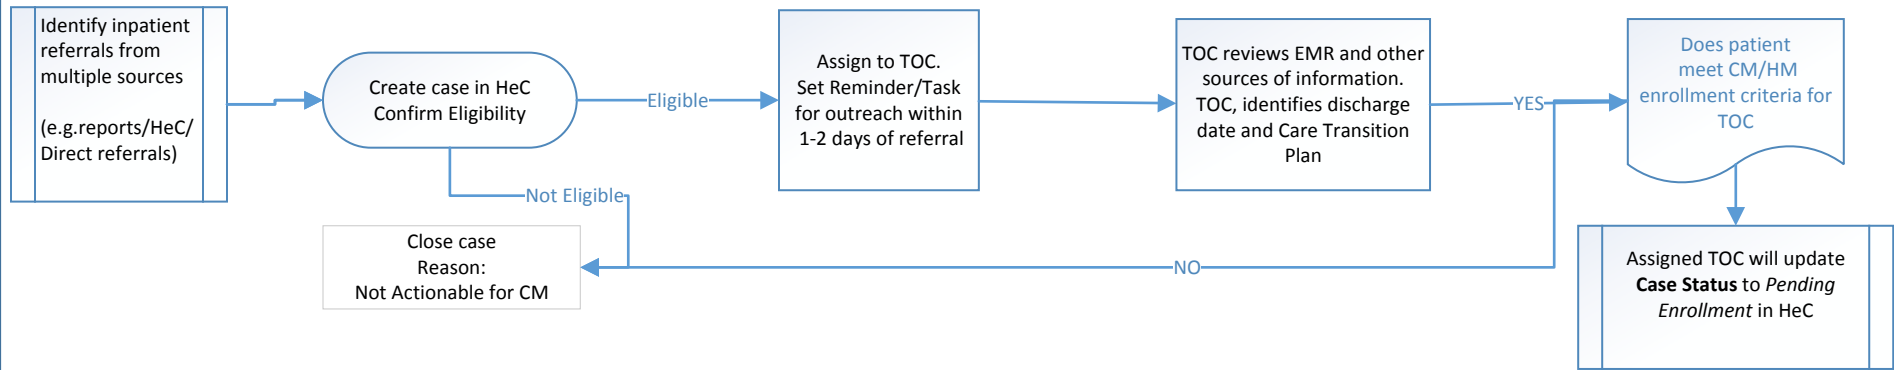 Identify inpatient
referrals from
multiple sources
(e.g.reports/HeC/
Direct referrals)
Create case in HeC
Confirm Eligibility
Eligible
Not Eligible
Close case
Reason:
Not Actionable for CM
Assign to TOC.
Set Reminder/Task
for outreach within
1-2 days of referral
TOC reviews EMR and other
sources of information.
TOC, identifies discharge
date and Care Transition
Plan
YES
NO
Does patient
meet CM/HM
enrollment criteria for
TOC
Assigned TOC will update
Case Status to Pending
Enrollment in HeC